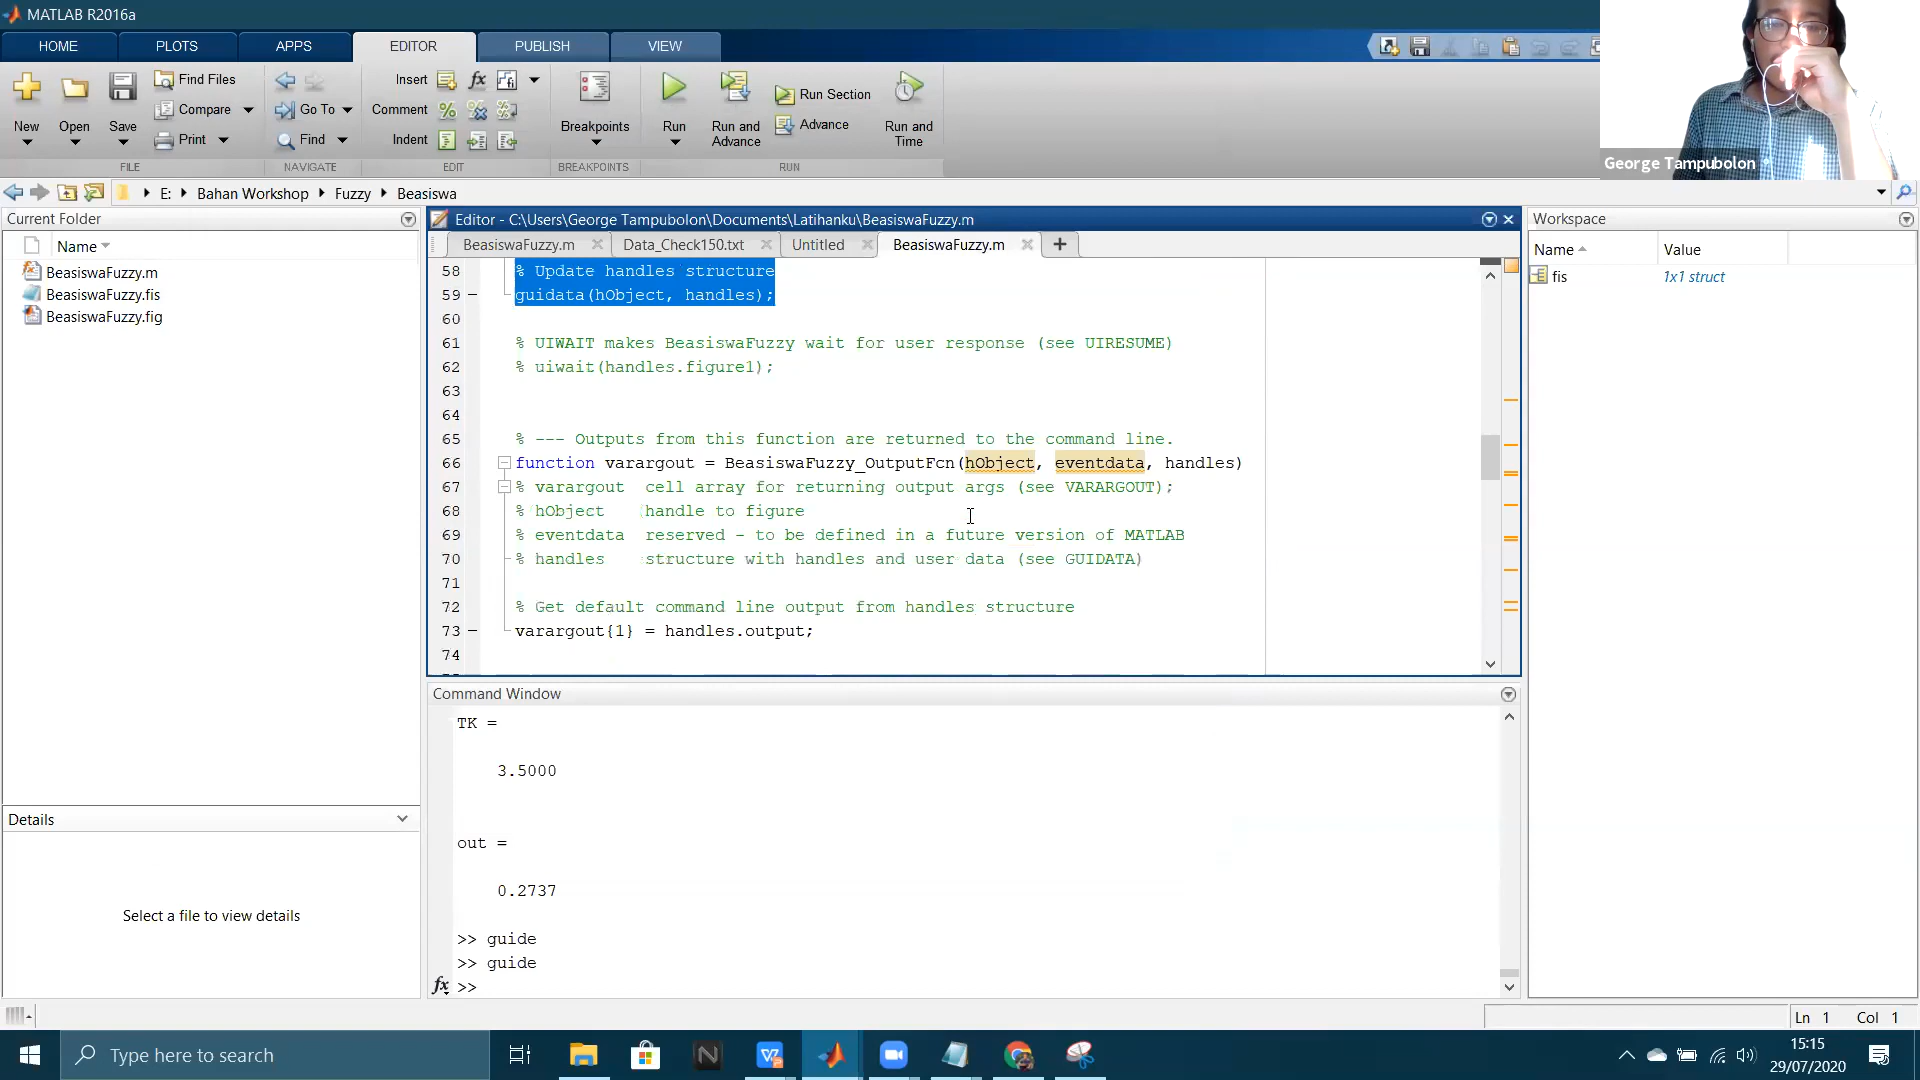 MATLAB R2016a
HOME
PLOTS
APPS
EDITOR
PUBLISH
VIEW
New
Open
Save
Find Files
Compare
Print
FILE
Go To
Find
NAVIGATE
Insert
Comment
Indent
EDIT
Breakpoints
BREAKPOINTS
Run
Run and Advance
Run Section
Advance
Run and Time
RUN
George Tampubolon
E:
Bahan Workshop
Fuzzy
Beasiswa
Current Folder
Name
BeasiswaFuzzy.m
BeasiswaFuzzy.fis
BeasiswaFuzzy.fig
Details
Select a file to view details
Editor - C:\Users\George Tampubolon\Documents\Latihanku\BeasiswaFuzzy.m
BeasiswaFuzzy.m
Data_Check150.txt
Untitled
BeasiswaFuzzy.m
58 % Update handles structure
59 – guidata(hObject, handles);
60
61 % UIWAIT makes BeasiswaFuzzy wait for user response (see UIRESUME)
62 % uiwait(handles.figure1);
63
64
65 % --- Outputs from this function are returned to the command line.
66 function varargout = BeasiswaFuzzy_OutputFcn(hObject, eventdata, handles)
67 % varargout cell array for returning output args (see VARARGOUT);
68 % hObject handle to figure
69 % eventdata reserved - to be defined in a future version of MATLAB
70 % handles structure with handles and user data (see GUIDATA)
71
72 % Get default command line output from handles structure
73 – varargout{1} = handles.output;
74
Command Window
TK =
3.5000
out =
0.2737
>> guide
>> guide
fx >>
Workspace
Name Value
fis 1x1 struct
Ln 1 Col 1
Type here to search
15:15
29/07/2020